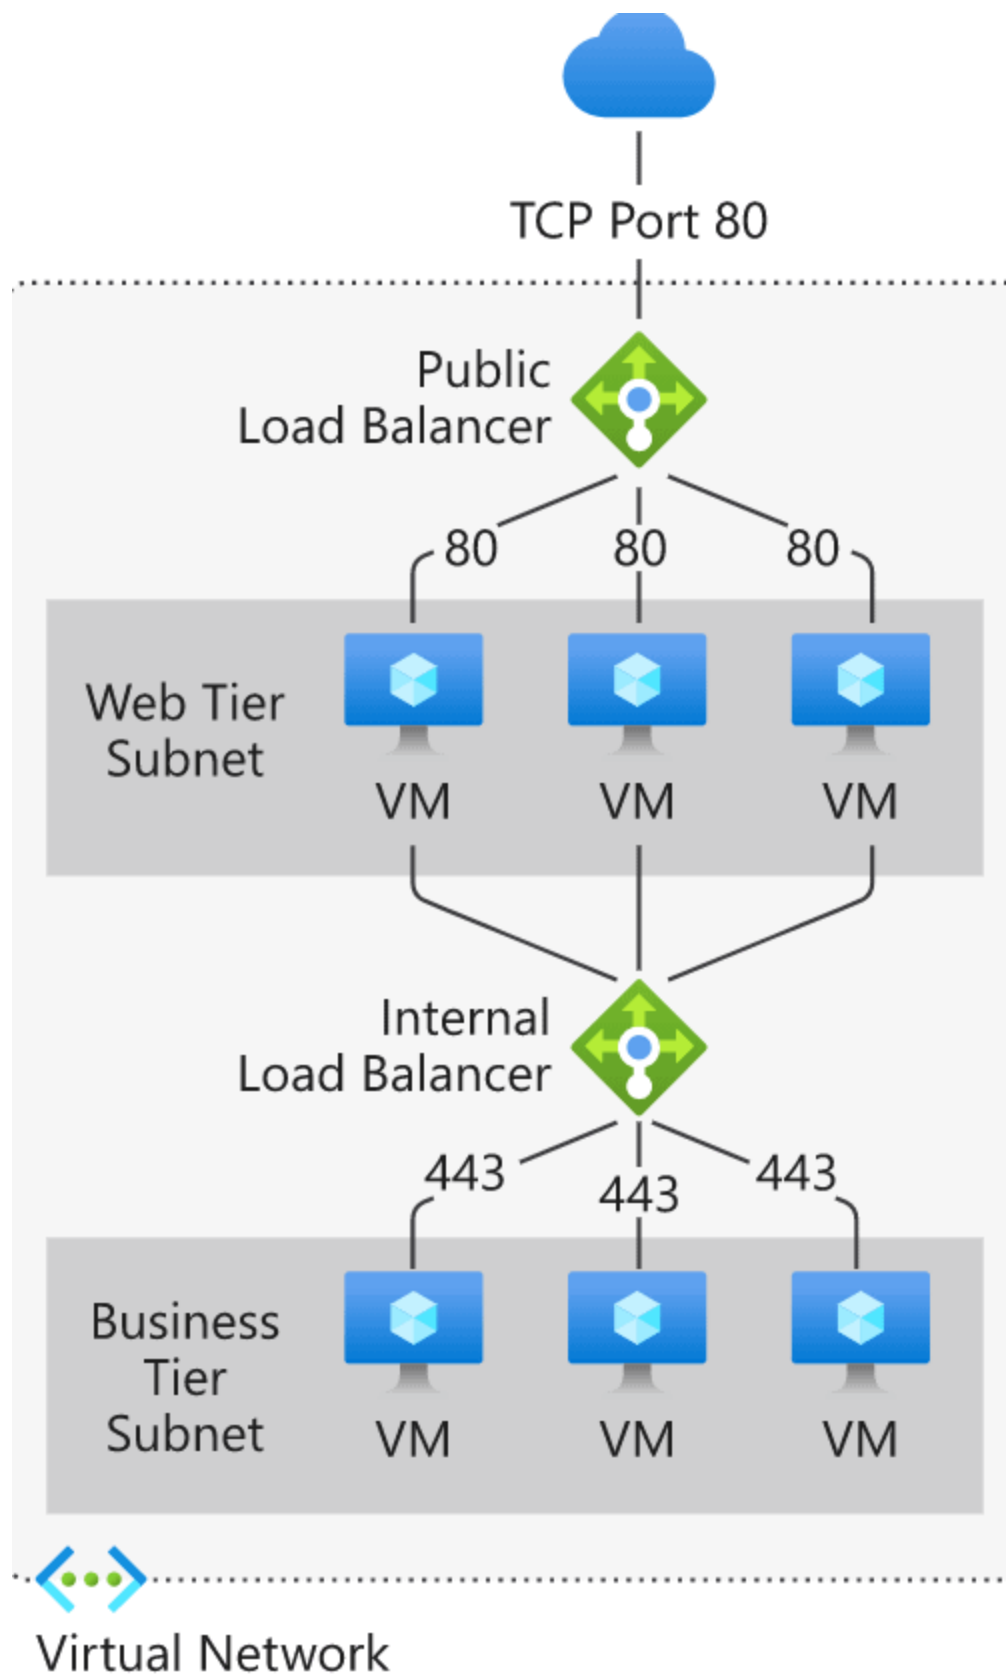 TCP Port 80
Public
Load Balancer
80
80
80
Web Tier
Subnet
VM
VM
VM
Internal
Load Balancer
443
443
443
Business
Tier
Subnet
VM
VM
VM
Virtual Network